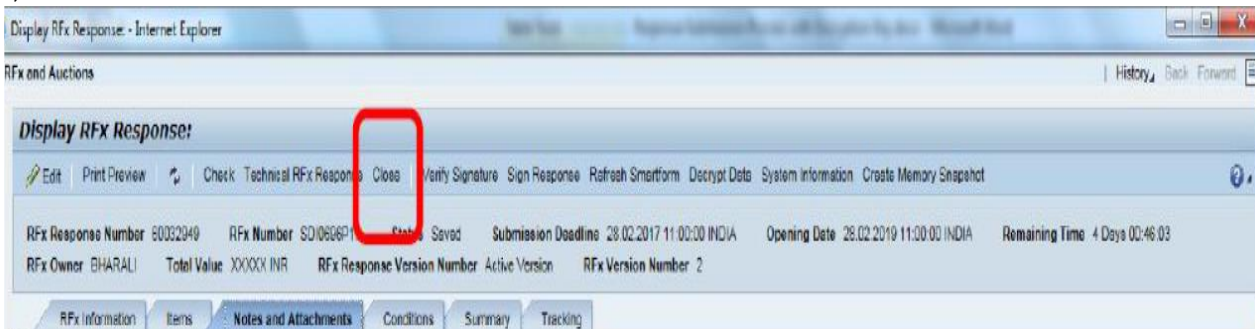 Display RFx Response: - Internet Explorer
RFx and Auctions History Back Forward
Display RFx Response:
Edit Print Preview Check Technical RFx Response Close Verify Signature Sign Response Refresh Smartform Decrypt Data System Information Create Memory Snapshot
RFx Response Number 60032949 RFx Number SDI0606P1 Status Saved Submission Deadline 28.02.2017 11:00:00 INDIA Opening Date 28.02.2019 11:00:00 INDIA Remaining Time 4 Days 00:46:03
RFx Owner BHARALI Total Value XXXXX INR RFx Response Version Number Active Version RFx Version Number 2
RFx Information Items Notes and Attachments Conditions Summary Tracking